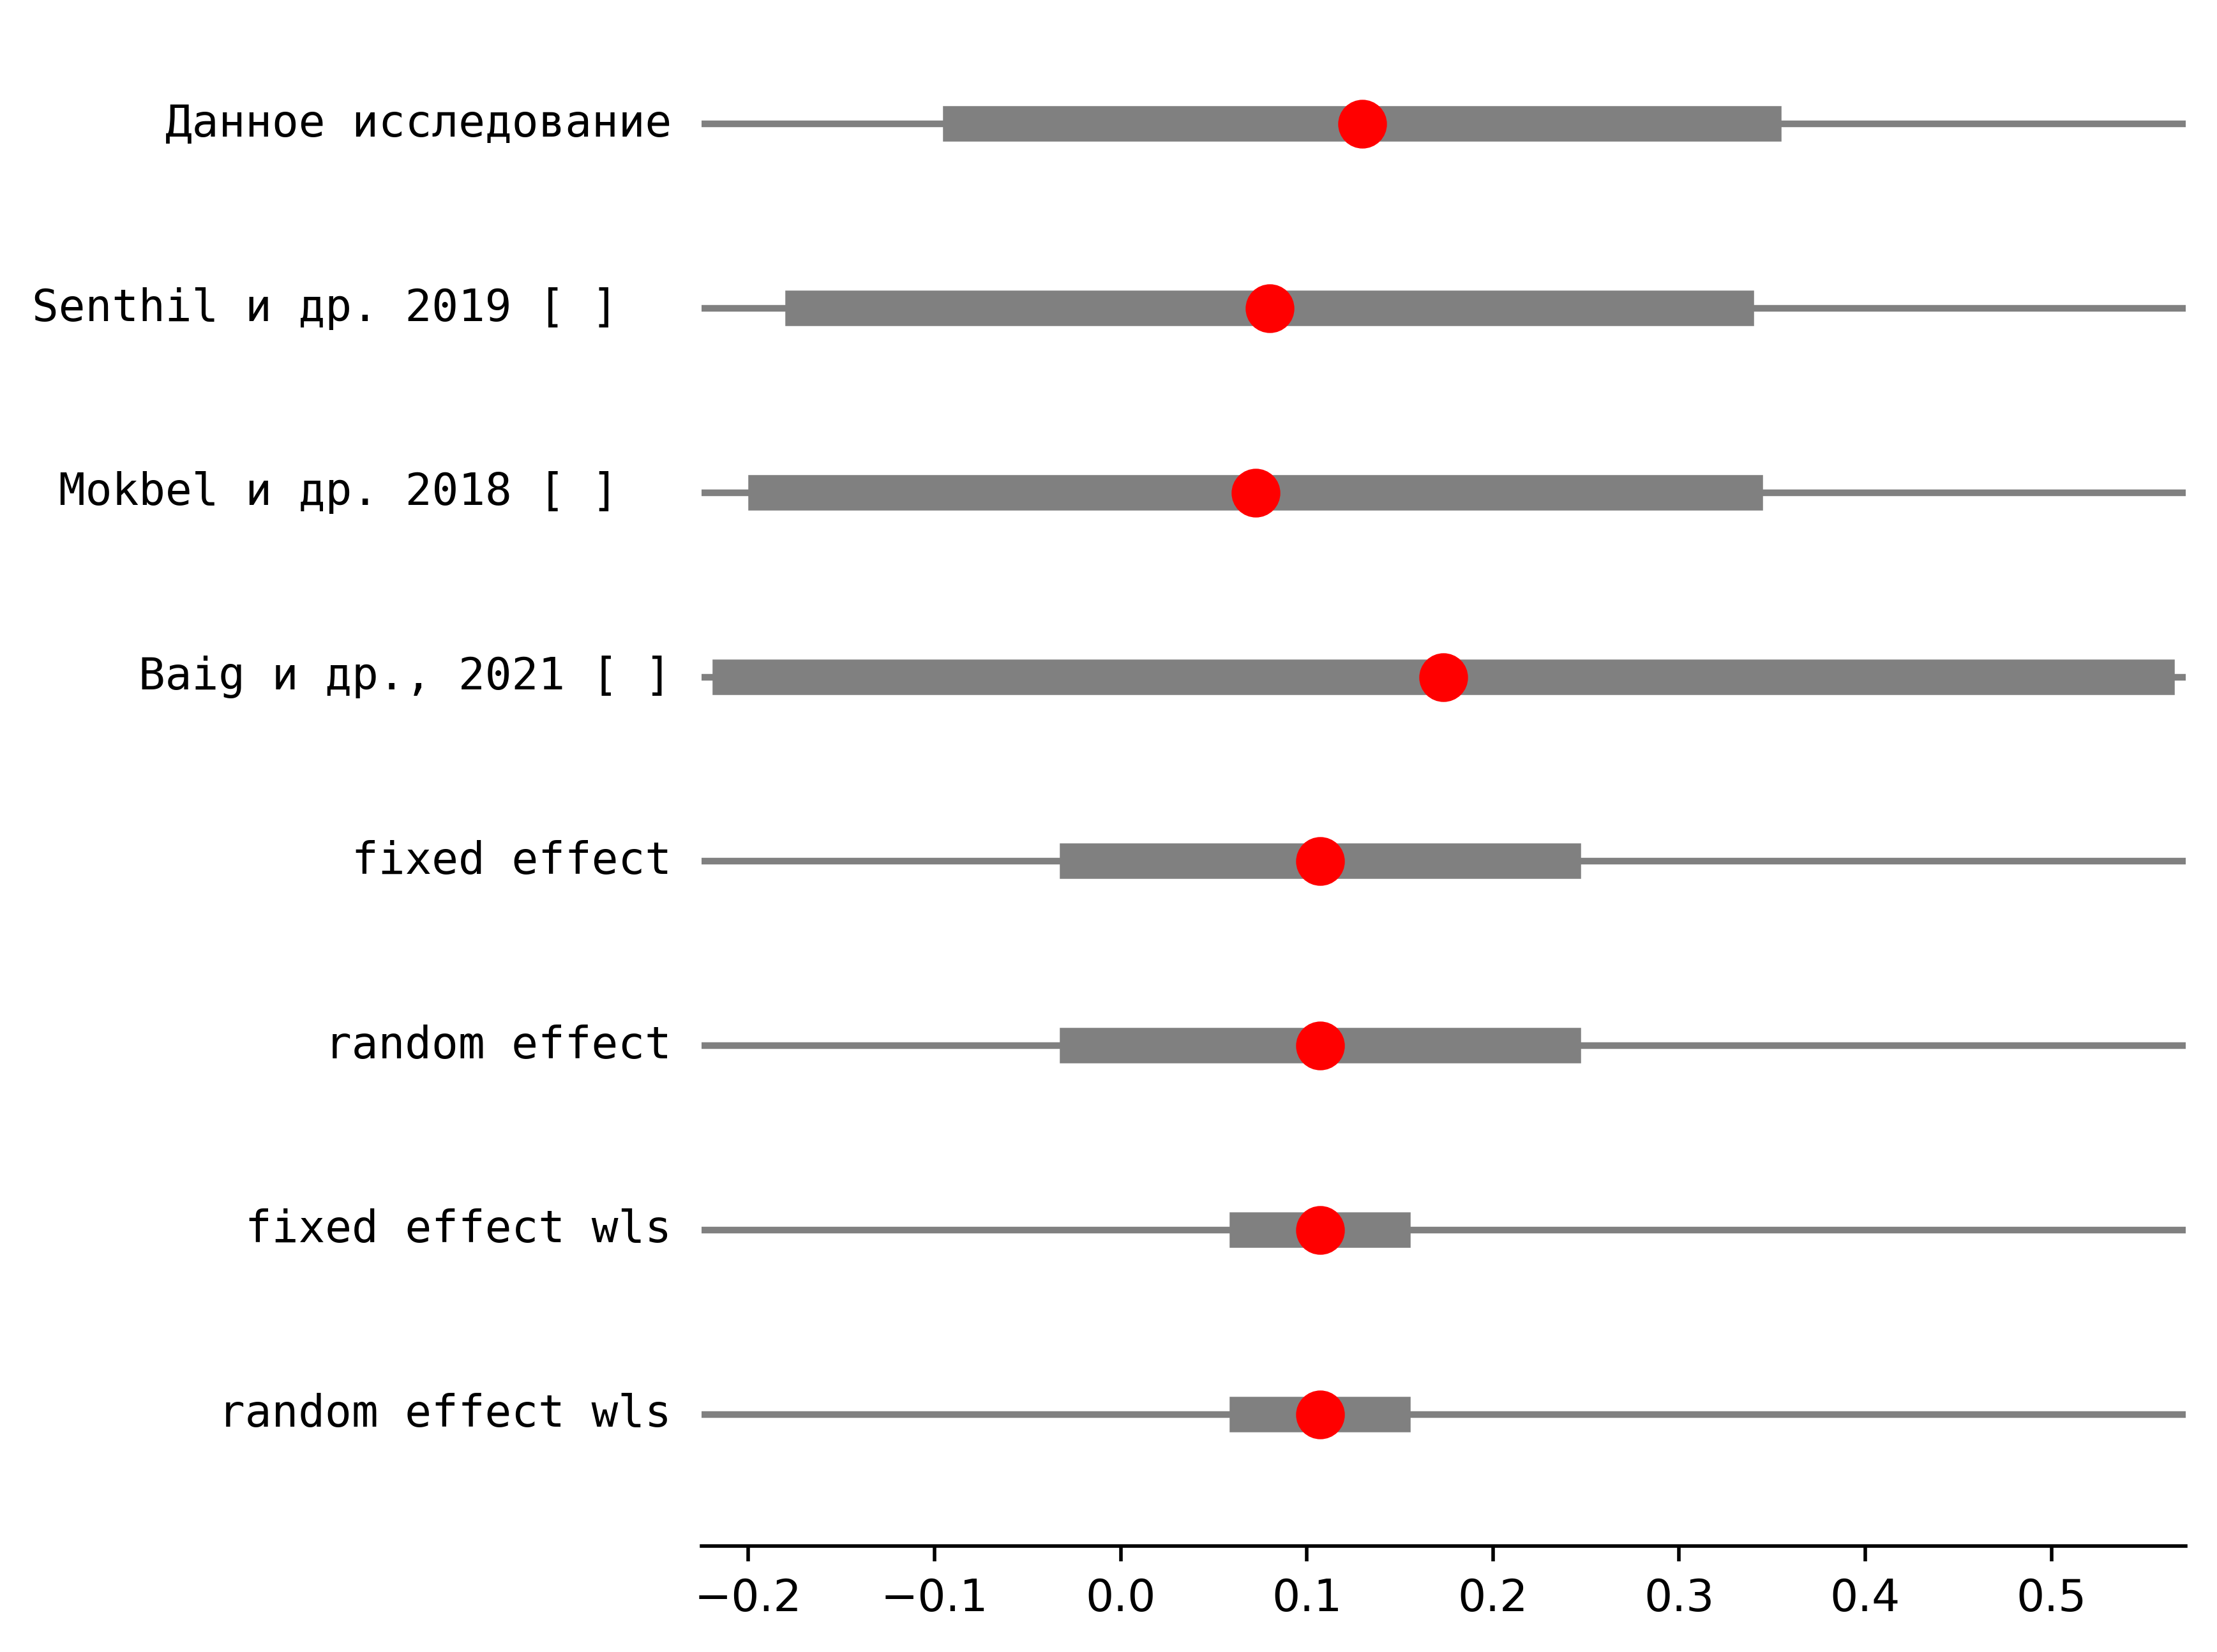 Данное исследование
Senthil и др. 2019 [ ]
Mokbel и др. 2018 [ ]
Baig и др., 2021 [ ]
fixed effect
random effect
fixed effect wls
random effect wls
−0.2 −0.1 0.0 0.1 0.2 0.3 0.4 0.5